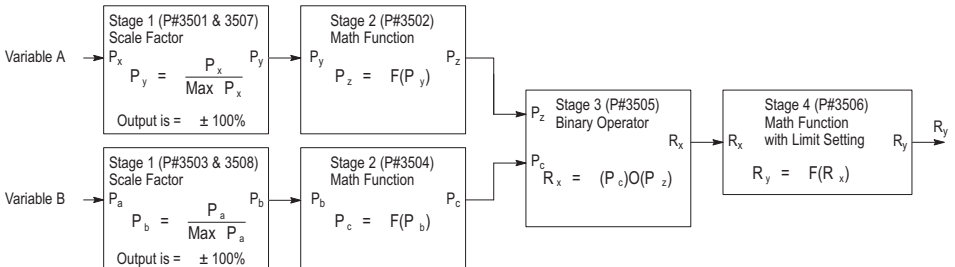 Variable A
Stage 1 (P#3501 & 3507)
Scale Factor
Px Py
Py = Px / Max Px
Output is = ± 100%
Stage 2 (P#3502)
Math Function
Py Pz
Pz = F(Py)
Variable B
Stage 1 (P#3503 & 3508)
Scale Factor
Pa Pb
Pb = Pa / Max Pa
Output is = ± 100%
Stage 2 (P#3504)
Math Function
Pb Pc
Pc = F(Pb)
Stage 3 (P#3505)
Binary Operator
Pz
Rx
Pc
Rx = (Pc)O(Pz)
Stage 4 (P#3506)
Math Function
with Limit Setting
Rx Ry
Ry = F(Rx)
Ry